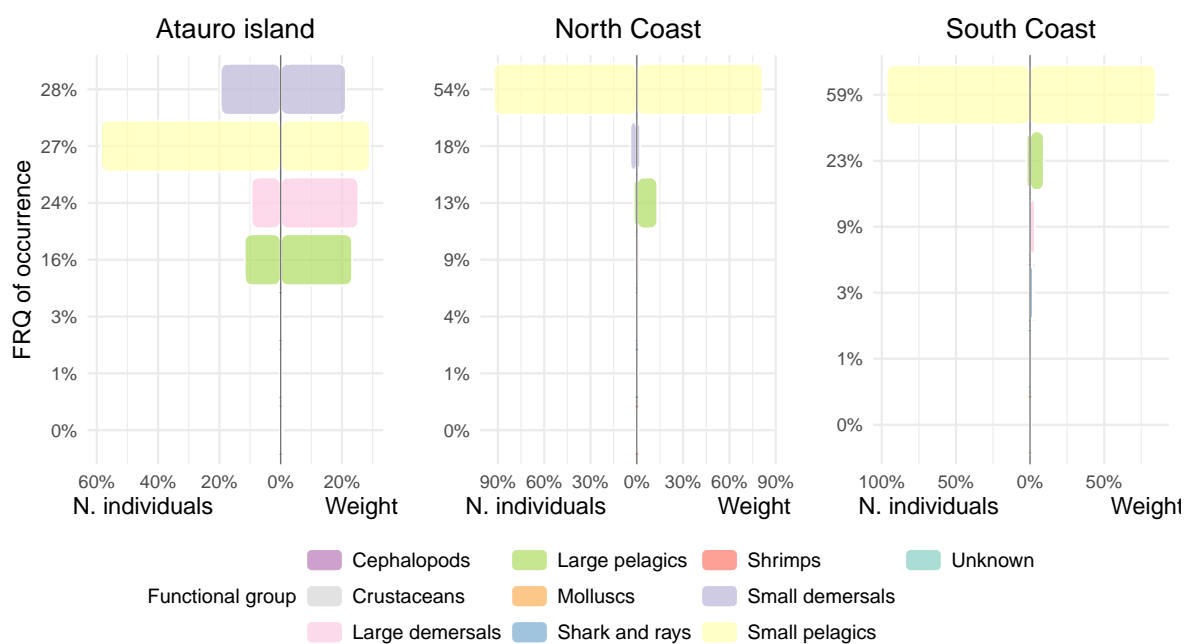 Atauro island
North Coast
South Coast
FRQ of occurrence
28%
27%
24%
16%
3%
1%
0%
54%
18%
13%
9%
4%
1%
0%
59%
23%
9%
3%
1%
0%
60% 40% 20% 0% 20%
90% 60% 30% 0% 30% 60% 90%
100% 50% 0% 50%
N. individuals Weight
N. individuals Weight
N. individuals Weight
Functional group
Cephalopods
Crustaceans
Large demersals
Large pelagics
Molluscs
Shark and rays
Shrimps
Small demersals
Small pelagics
Unknown